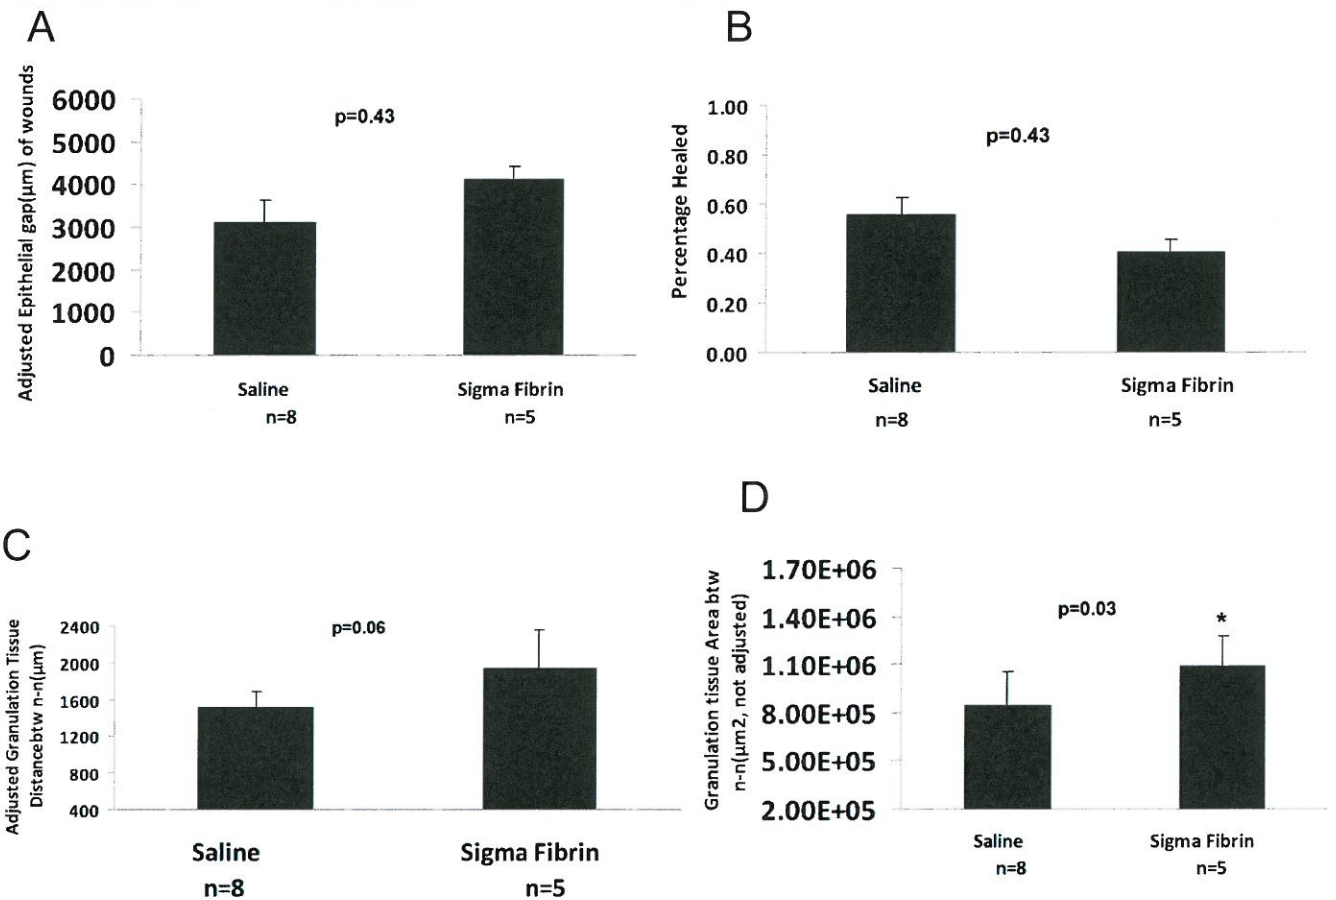 A
Adjusted Epithelial gap(µm) of wounds
6000
5000
4000
3000
2000
1000
0
p=0.43
Saline
Sigma Fibrin
n=8
n=5
B
Percentage Healed
1.00
0.80
0.60
0.40
0.20
0.00
p=0.43
Saline
Sigma Fibrin
n=8
n=5
C
Adjusted Granulation Tissue
Distancebtw n-n(µm)
2400
2000
1600
1200
800
400
p=0.06
Saline
Sigma Fibrin
n=8
n=5
D
Granulation tissue Area btw
n-n(µm2, not adjusted)
1.70E+06
1.40E+06
1.10E+06
8.00E+05
5.00E+05
2.00E+05
p=0.03
*
Saline
Sigma Fibrin
n=8
n=5